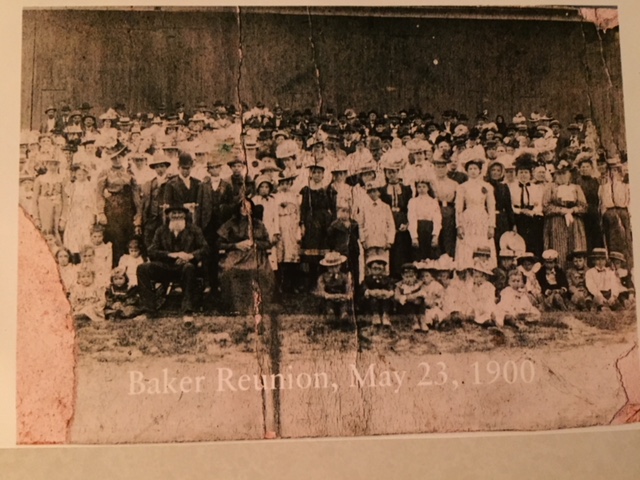 Baker Reunion, May 23, 1900